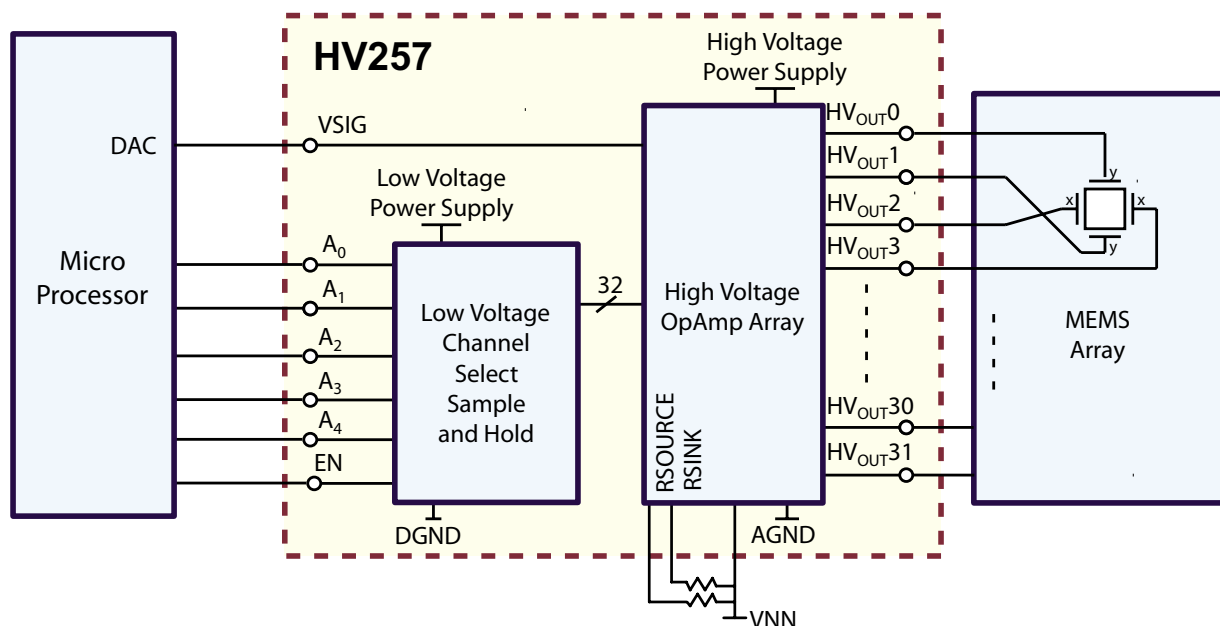 HV257
High Voltage
Power Supply
DAC
VSIG
Low Voltage
Power Supply
Micro
Processor
A0
A1
A2
A3
A4
EN
Low Voltage
Channel
Select
Sample
and Hold
DGND
32
High Voltage
OpAmp Array
RSOURCE
RSINK
AGND
VNN
HVOUT0
HVOUT1
HVOUT2
HVOUT3
HVOUT30
HVOUT31
y
x
x
y
MEMS
Array